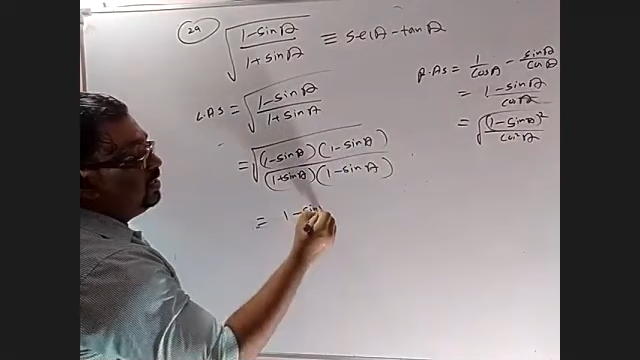 29 √((1-sinA)/(1+sinA)) ≡ secA-tanA
L.H.S = √((1-sinA)/(1+sinA))
= √(((1-sinA)(1-sinA))/((1+sinA)(1-sinA)))
= 1-sin
R.H.S = 1/cosA - sinA/cosA
= (1-sinA)/cosA
= √((1-sinA)²/cos²A)